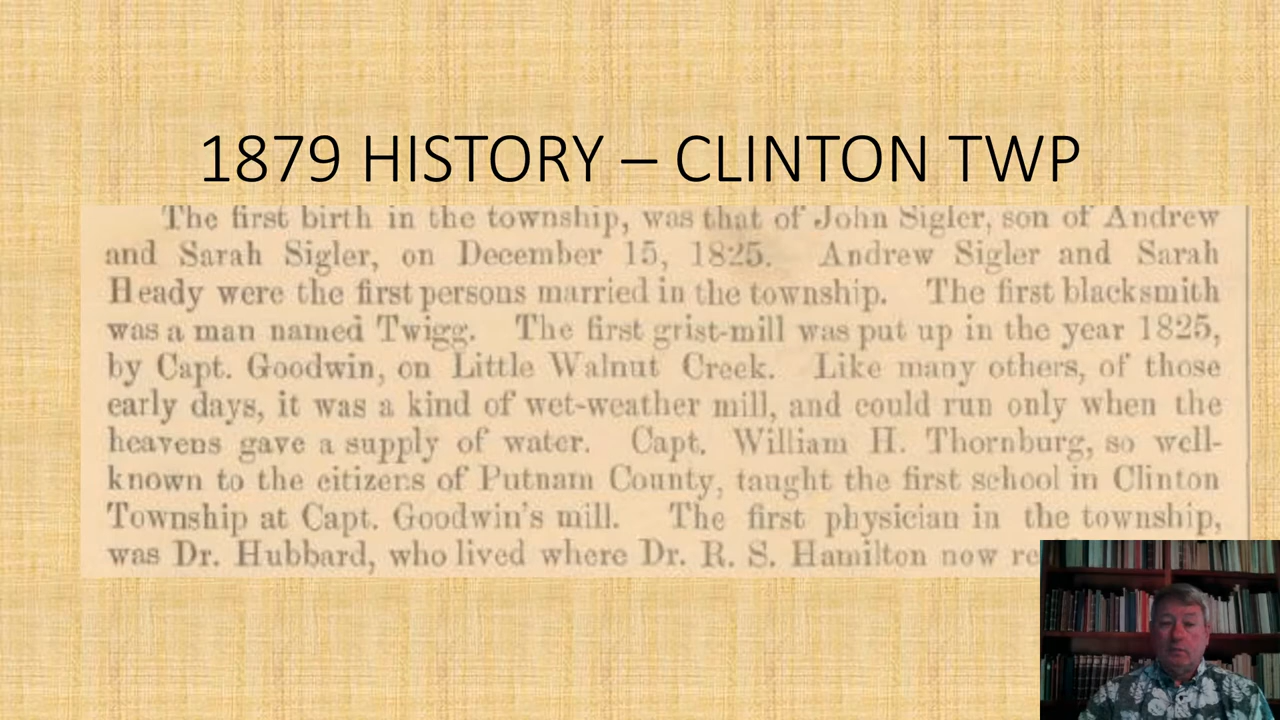 1879 HISTORY – CLINTON TWP
The first birth in the township, was that of John Sigler, son of Andrew
and Sarah Sigler, on December 15, 1825. Andrew Sigler and Sarah
Heady were the first persons married in the township. The first blacksmith
was a man named Twigg. The first grist-mill was put up in the year 1825,
by Capt. Goodwin, on Little Walnut Creek. Like many others, of those
early days, it was a kind of wet-weather mill, and could run only when the
heavens gave a supply of water. Capt. William H. Thornburg, so well-
known to the citizens of Putnam County, taught the first school in Clinton
Township at Capt. Goodwin's mill. The first physician in the township,
was Dr. Hubbard, who lived where Dr. R. S. Hamilton now